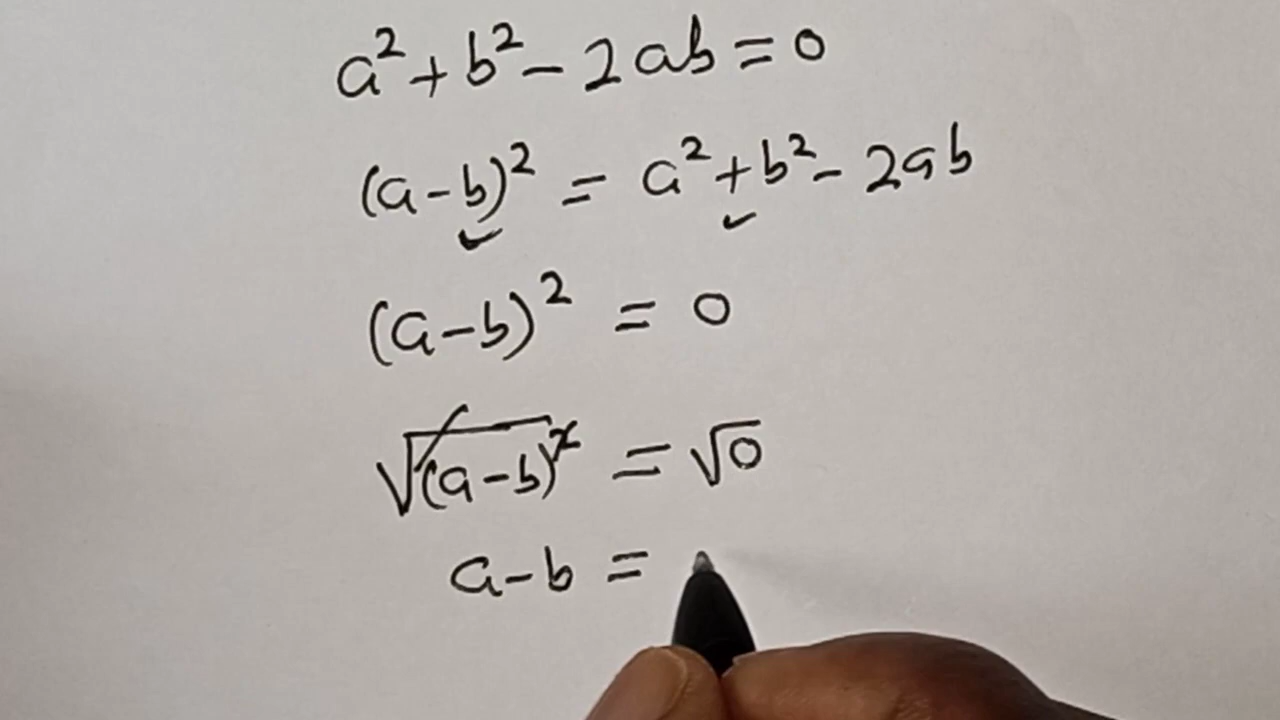 a² + b² - 2ab = 0
(a-b)² = a² + b² - 2ab
✓ ✓
(a-b)² = 0
√(a-b)² = √0
a-b =